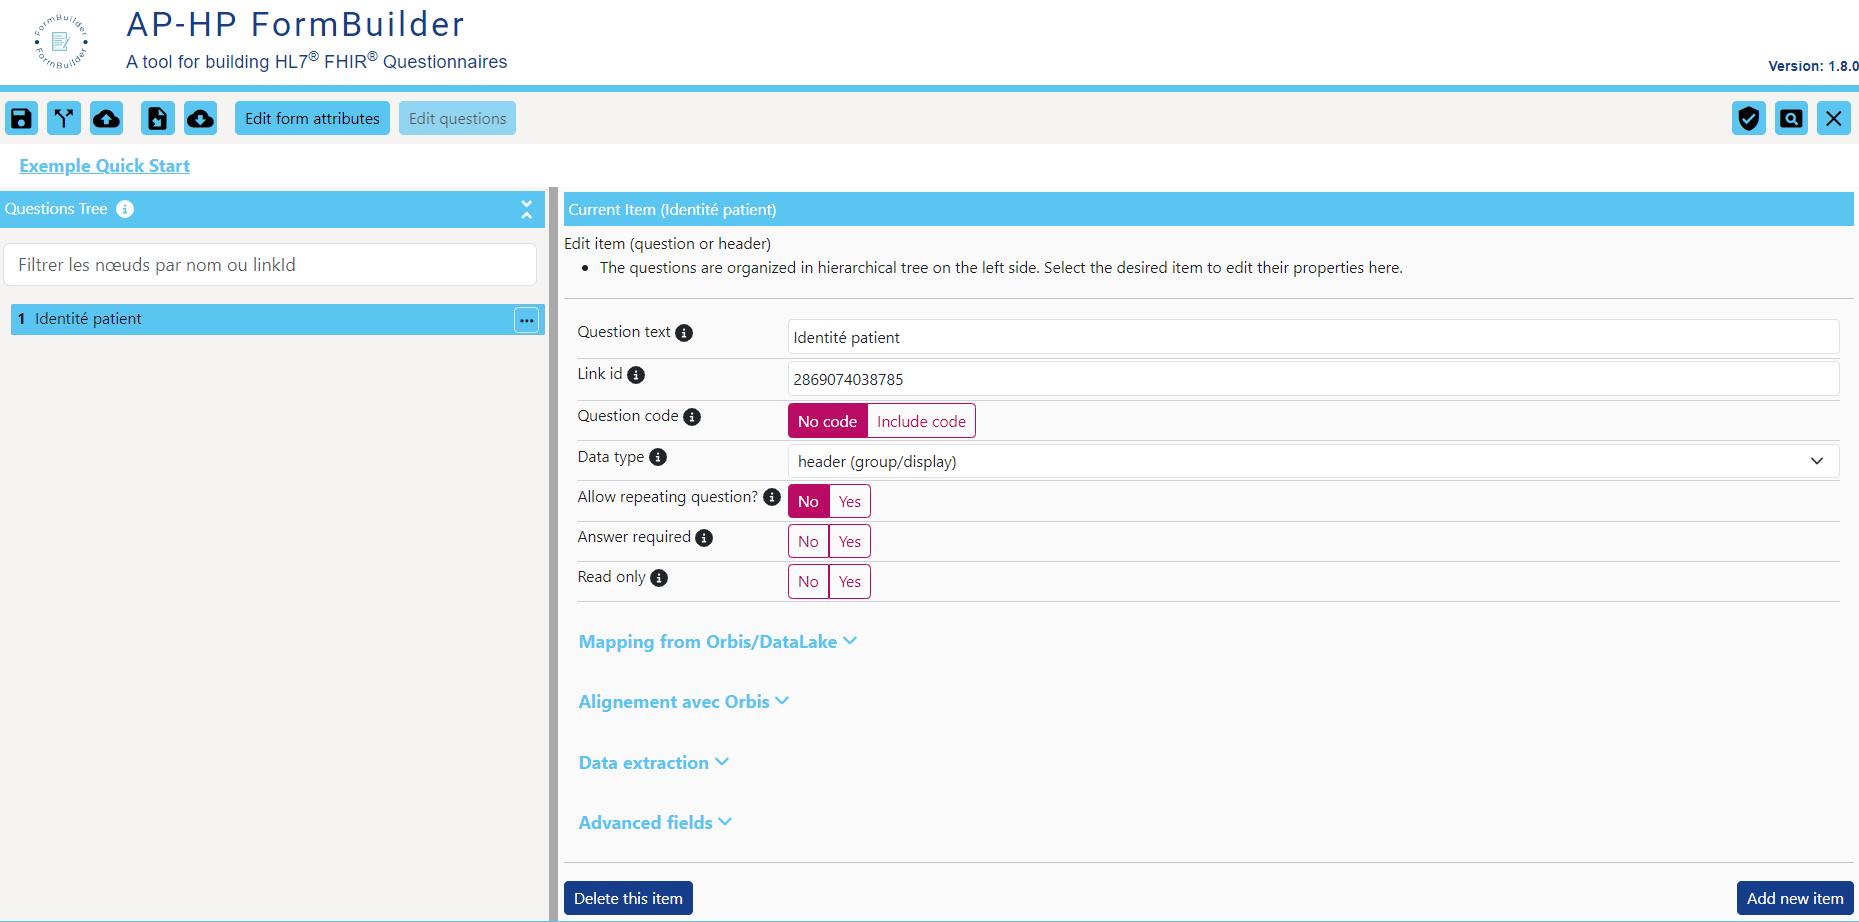 FormBuilder
FormBuilder
AP-HP FormBuilder
A tool for building HL7® FHIR® Questionnaires
Version: 1.8.0
Edit form attributes
Edit questions
Exemple Quick Start
Questions Tree
Filtrer les nœuds par nom ou linkId
1 Identité patient
...
Current Item (Identité patient)
Edit item (question or header)
• The questions are organized in hierarchical tree on the left side. Select the desired item to edit their properties here.
Question text
Identité patient
Link id
2869074038785
Question code
No code
Include code
Data type
header (group/display)
Allow repeating question?
No
Yes
Answer required
No
Yes
Read only
No
Yes
Mapping from Orbis/DataLake
Alignement avec Orbis
Data extraction
Advanced fields
Delete this item
Add new item